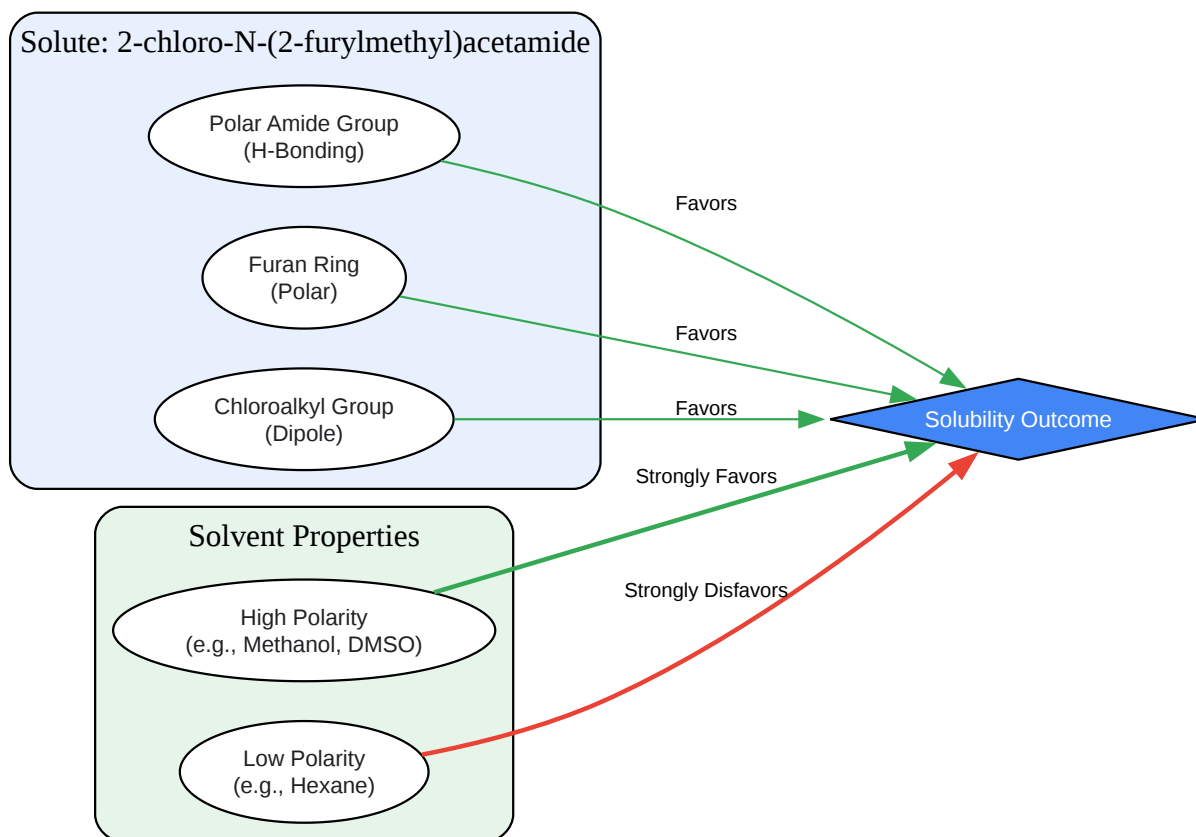 Solute: 2-chloro-N-(2-furylmethyl)acetamide
Polar Amide Group
(H-Bonding)
Favors
Furan Ring
(Polar)
Favors
Chloroalkyl Group
(Dipole)
Favors
Solubility Outcome
Strongly Favors
Solvent Properties
High Polarity
(e.g., Methanol, DMSO)
Strongly Disfavors
Low Polarity
(e.g., Hexane)